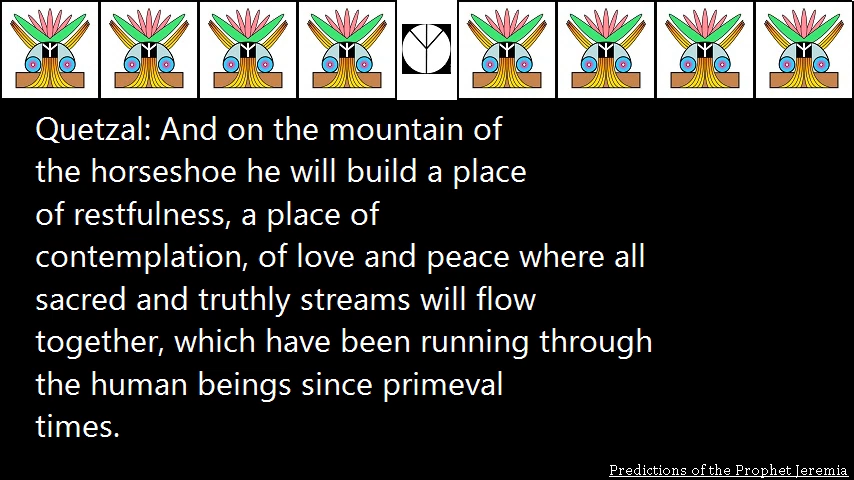 Quetzal: And on the mountain of
the horseshoe he will build a place
of restfulness, a place of
contemplation, of love and peace where all
sacred and truthly streams will flow
together, which have been running through
the human beings since primeval
times.
Predictions of the Prophet Jeremia